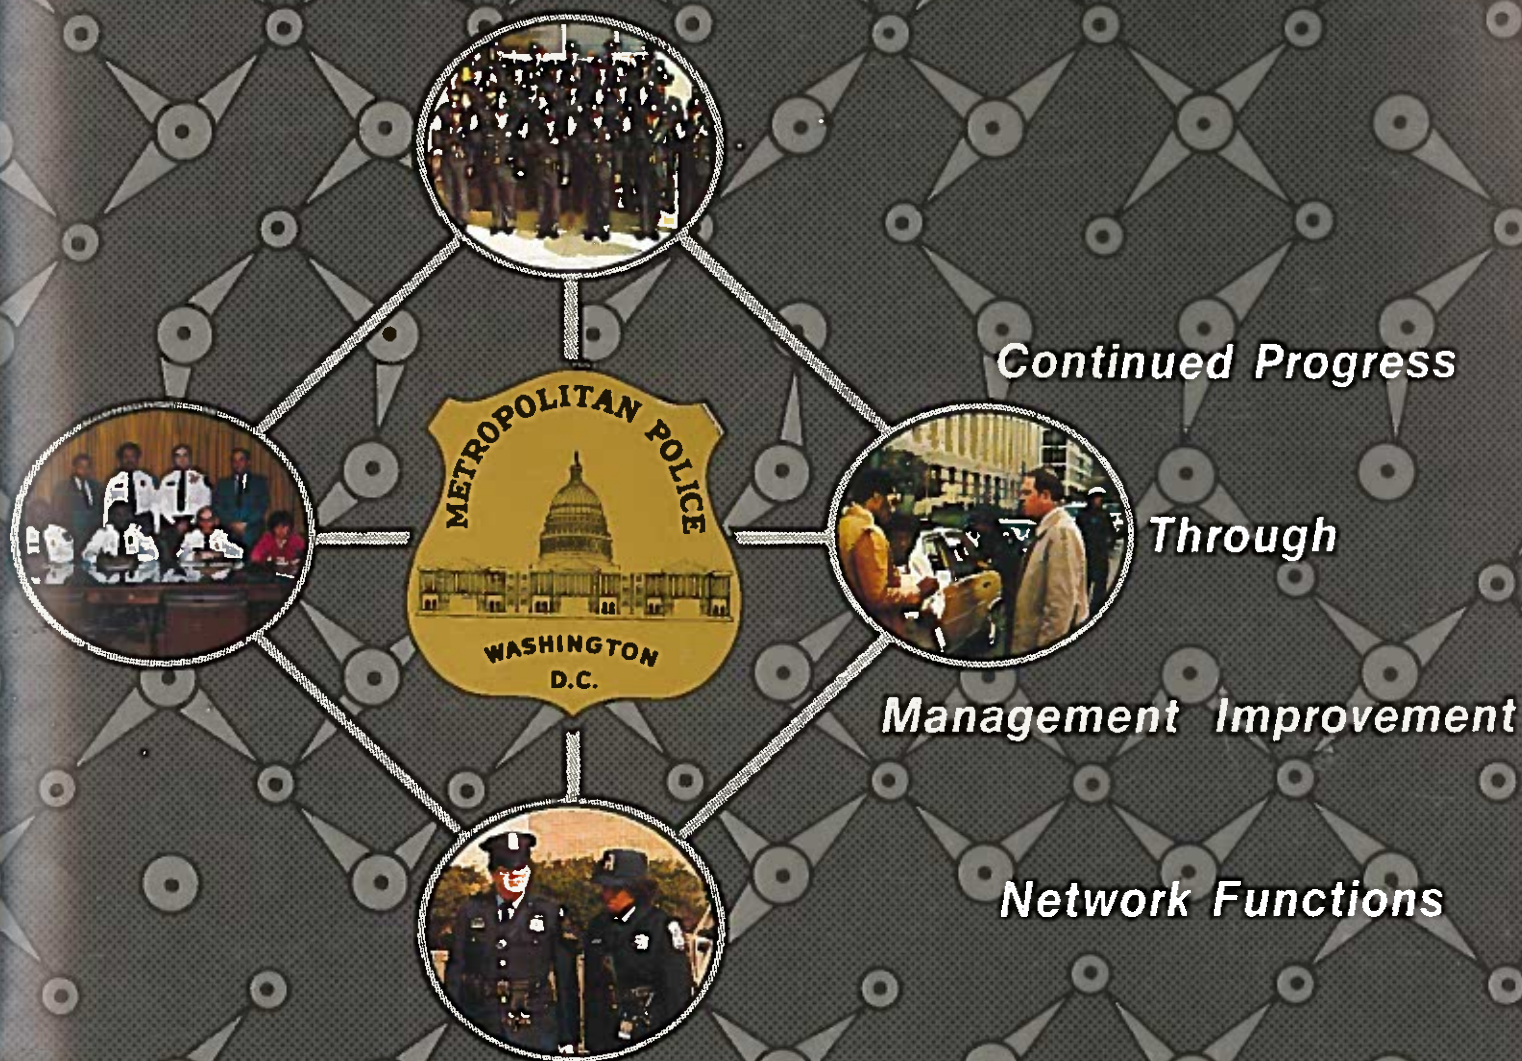 METROPOLITAN POLICE
WASHINGTON
D.C.
Continued Progress
Through
Management Improvement
Network Functions